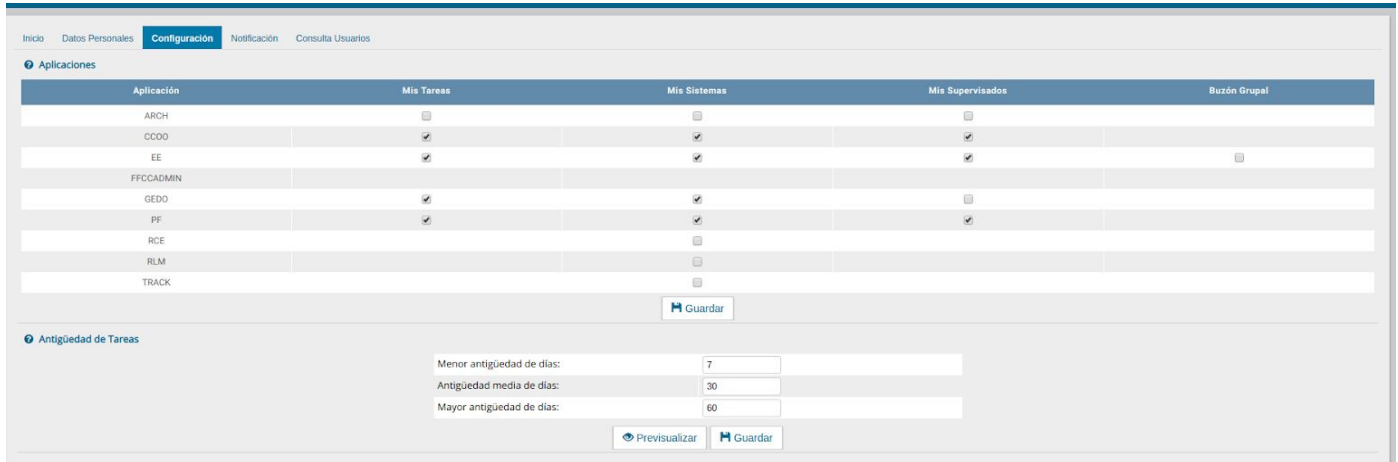 Inicio Datos Personales Configuración Notificación Consulta Usuarios
Aplicaciones
Aplicación Mis Tareas Mis Sistemas Mis Supervisados Buzón Grupal
ARCH
CCOO
EE
FFCCADMIN
GEDO
PF
RCE
RLM
TRACK
Guardar
Antigüedad de Tareas
Menor antigüedad de días: 7
Antigüedad media de días: 30
Mayor antigüedad de días: 60
Previsualizar Guardar